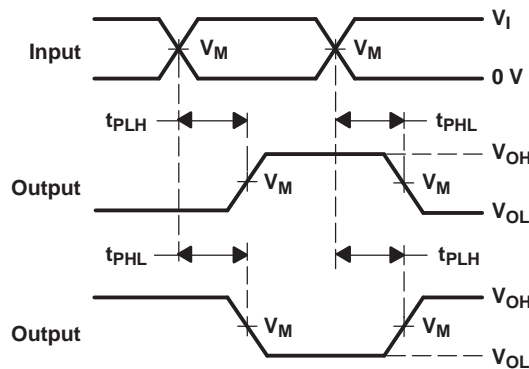 V_I
Input
V_M
V_M
0 V
t_PLH
t_PHL
V_OH
Output
V_M
V_M
V_OL
t_PHL
t_PLH
V_OH
Output
V_M
V_M
V_OL